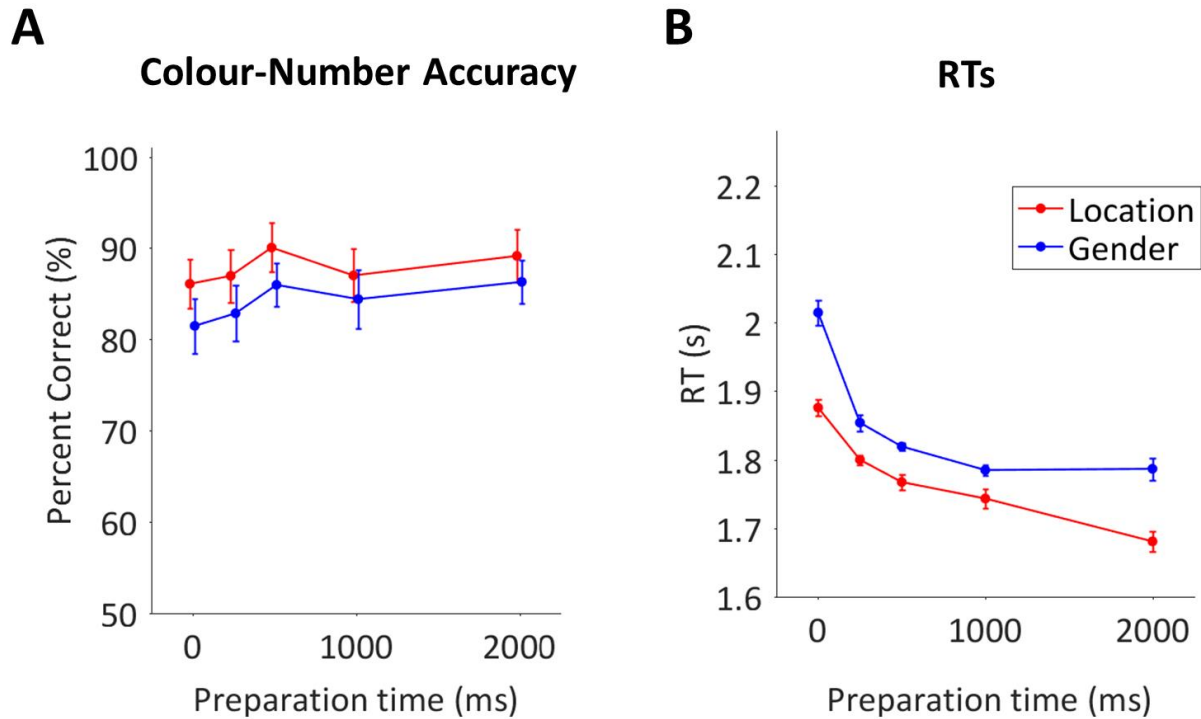 A
Colour-Number Accuracy
Percent Correct (%)
100
90
80
70
60
50
0
1000
2000
Preparation time (ms)
B
RTs
RT (s)
2.2
2.1
2
1.9
1.8
1.7
1.6
Location
Gender
0
1000
2000
Preparation time (ms)